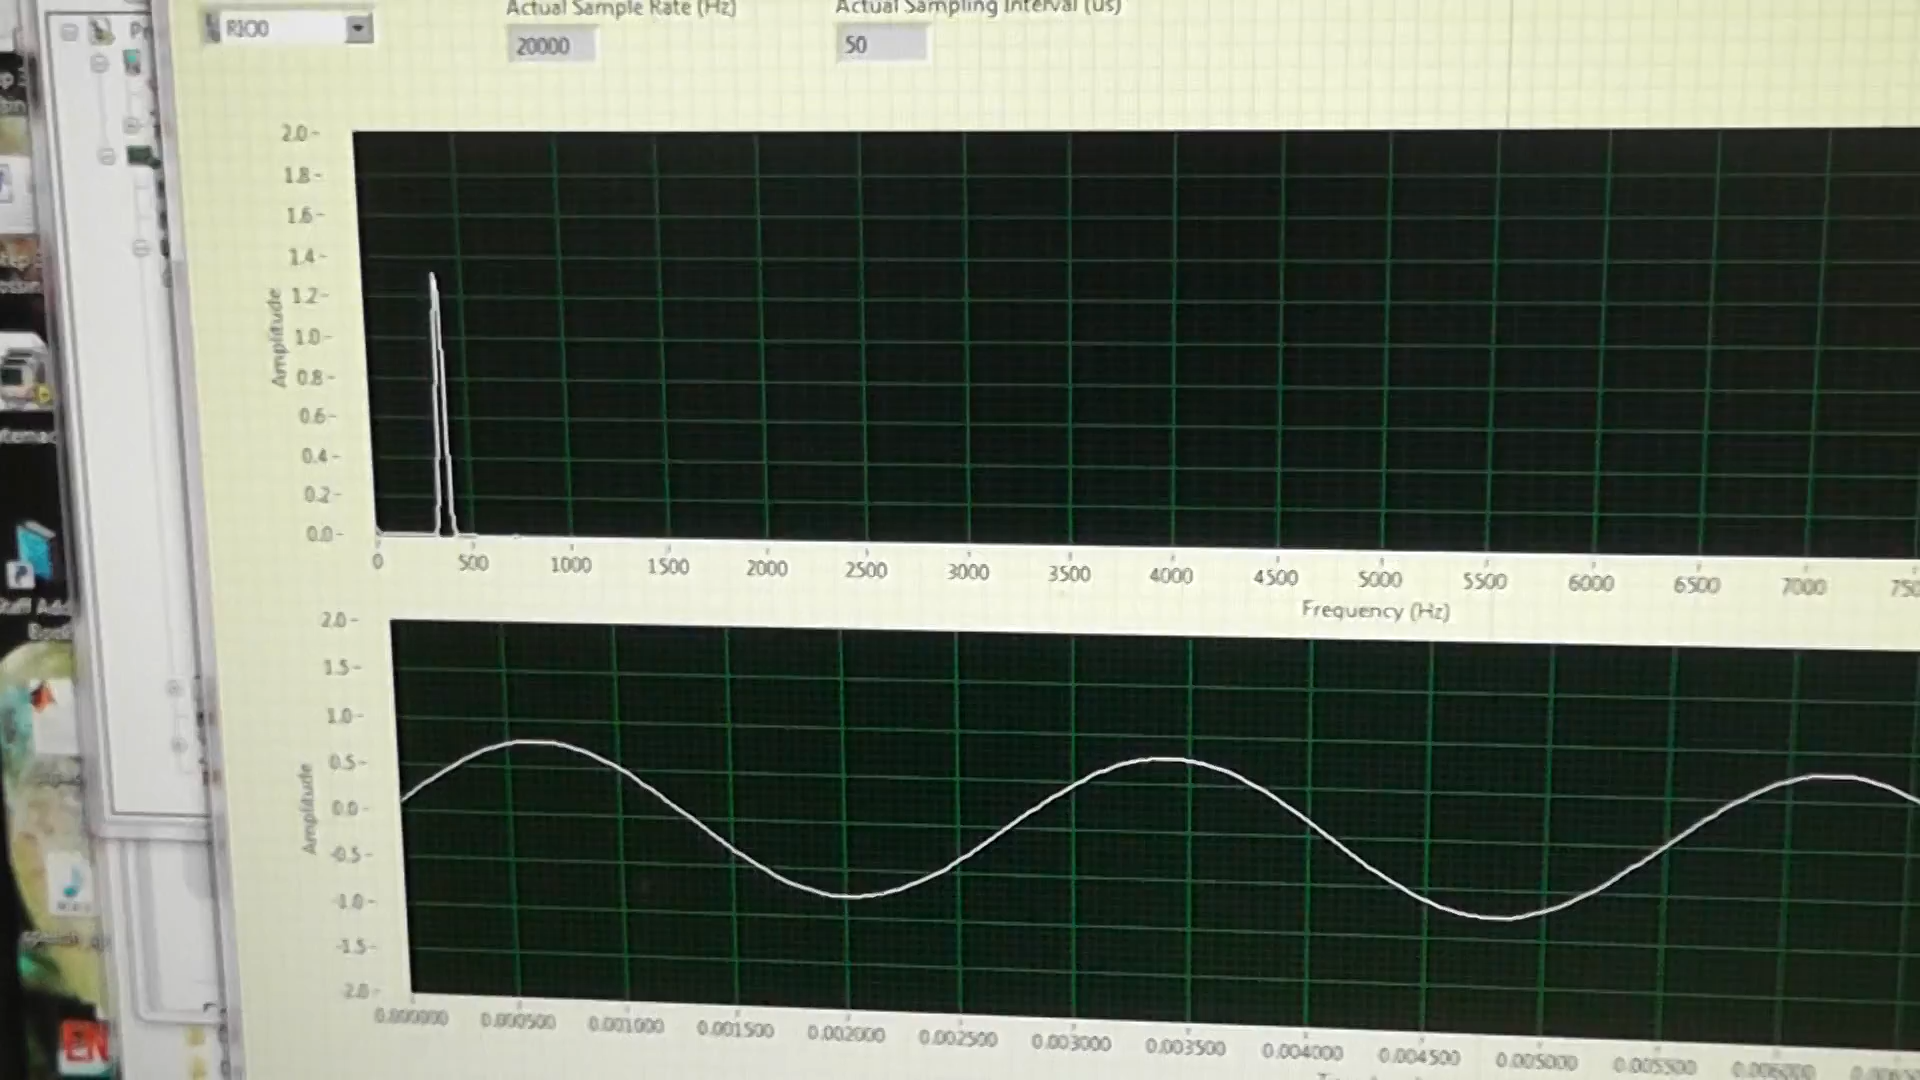 Actual Sample Rate (Hz)
Actual Sampling Interval (us)
RIO0
20000
50
2.0
1.8
1.6
1.4
1.2
1.0
0.8
0.6
0.4
0.2
0.0
Amplitude
0 500 1000 1500 2000 2500 3000 3500 4000 4500 5000 5500 6000 6500 7000
Frequency (Hz)
2.0
1.5
1.0
0.5
0.0
-0.5
-1.0
-1.5
-2.0
Amplitude
0.000000 0.000500 0.001000 0.001500 0.002000 0.002500 0.003000 0.003500 0.004000 0.004500 0.005000 0.005500 0.006000
EN